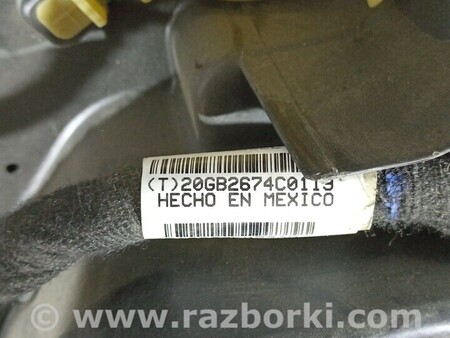 (T)20GB2674C0113
HECHO EN MEXICO
www.razborki.com